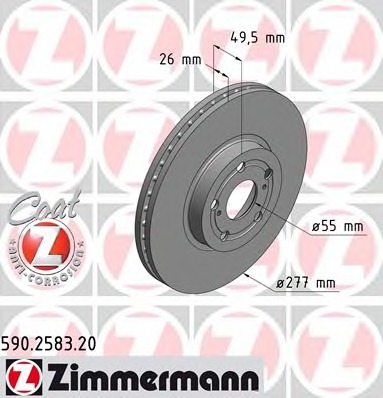 49,5 mm
26 mm
ø55 mm
ø277 mm
Coat
Z
ANTI-CORROSION
590.2583.20
Z Zimmermann